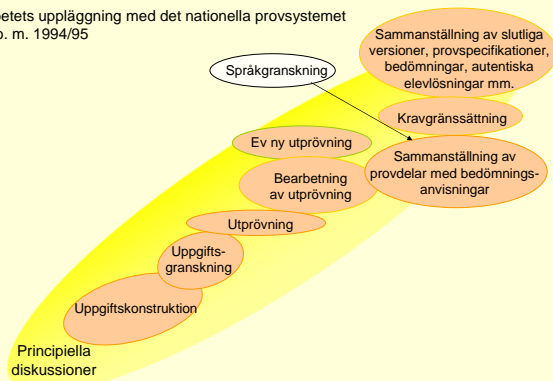 betets uppläggning med det nationella provsystemet
o. m. 1994/95
Sammanställning av slutliga
versioner, provspecifikationer,
bedömningar, autentiska
elevlösningar mm.
Språkgranskning
Kravgränssättning
Ev ny utprövning
Sammanställning av
provdelar med bedömnings-
anvisningar
Bearbetning
av utprövning
Utprövning
Uppgifts-
granskning
Uppgiftskonstruktion
Principiella
diskussioner